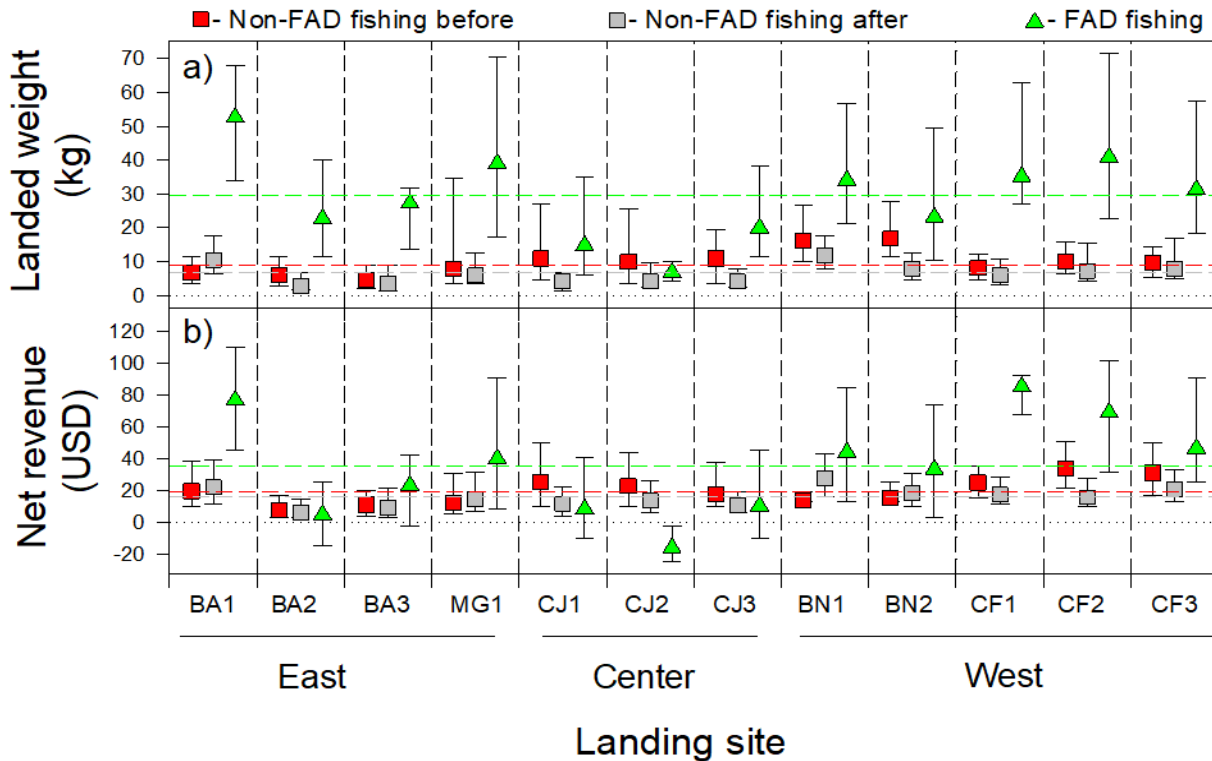 - Non-FAD fishing before - Non-FAD fishing after - FAD fishing
a)
Landed weight
(kg)
70
60
50
40
30
20
10
0
b)
Net revenue
(USD)
120
100
80
60
40
20
0
-20
BA1 BA2 BA3 MG1 CJ1 CJ2 CJ3 BN1 BN2 CF1 CF2 CF3
East Center West
Landing site